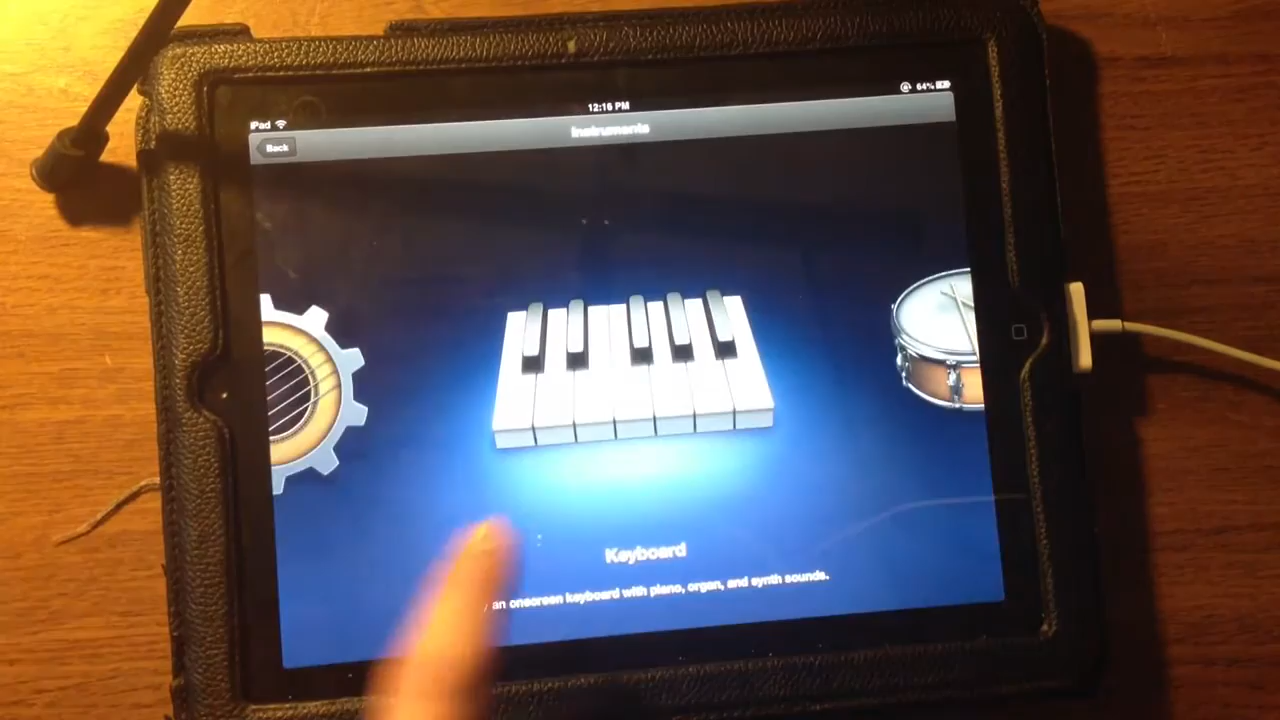 iPad
12:16 PM
64%
Back
Instruments
Keyboard
an onscreen keyboard with piano, organ, and synth sounds.